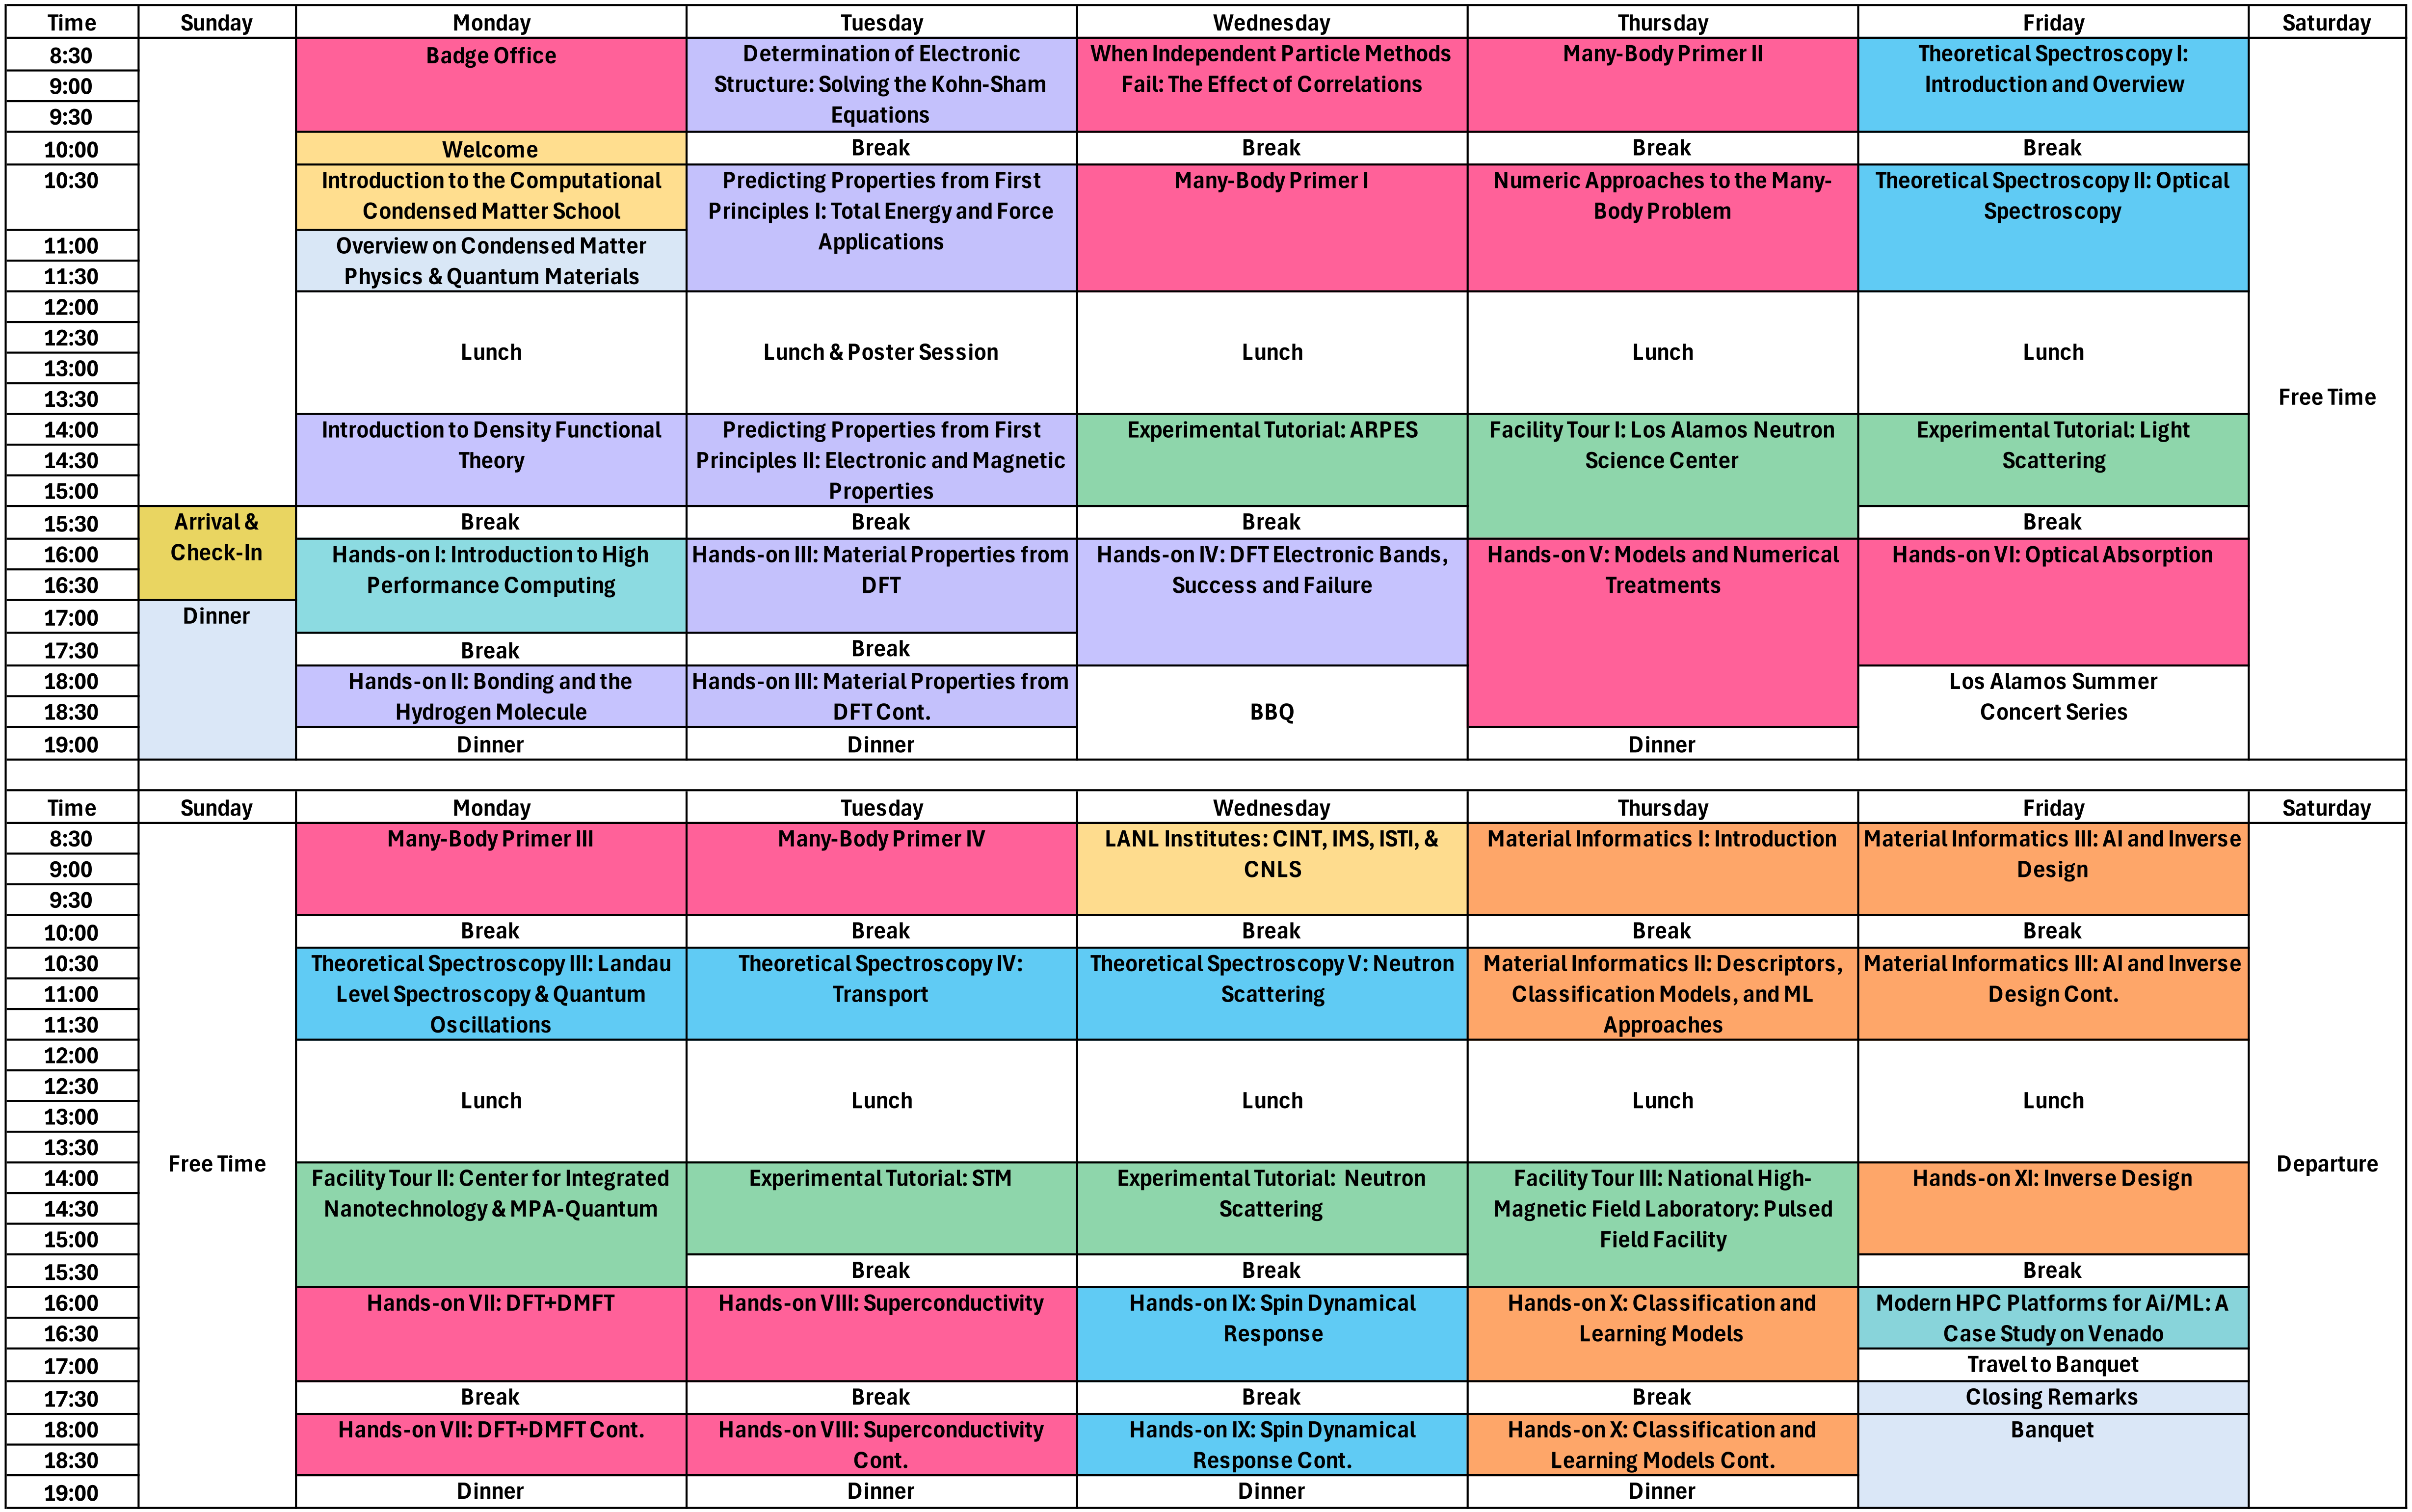 Time Sunday Monday Tuesday Wednesday Thursday Friday Saturday
8:30 Badge Office Determination of Electronic When Independent Particle Methods Many-Body Primer II Theoretical Spectroscopy I:
9:00 Structure: Solving the Kohn-Sham Fail: The Effect of Correlations Introduction and Overview
9:30 Equations
10:00 Welcome Break Break Break Break
10:30 Introduction to the Computational Predicting Properties from First Many-Body Primer I Numeric Approaches to the Many- Theoretical Spectroscopy II: Optical
Condensed Matter School Principles I: Total Energy and Force Body Problem Spectroscopy
11:00 Overview on Condensed Matter Applications
11:30 Physics & Quantum Materials
12:00
12:30
Lunch Lunch & Poster Session Lunch Lunch Lunch
13:00
13:30 Free Time
14:00 Introduction to Density Functional Predicting Properties from First Experimental Tutorial: ARPES Facility Tour I: Los Alamos Neutron Experimental Tutorial: Light
14:30 Theory Principles II: Electronic and Magnetic Science Center Scattering
15:00 Properties
15:30 Arrival & Break Break Break Break
16:00 Check-In Hands-on I: Introduction to High Hands-on III: Material Properties from Hands-on IV: DFT Electronic Bands, Hands-on V: Models and Numerical Hands-on VI: Optical Absorption
16:30 Performance Computing DFT Success and Failure Treatments
17:00 Dinner
17:30 Break Break
18:00 Hands-on II: Bonding and the Hands-on III: Material Properties from Los Alamos Summer
18:30 Hydrogen Molecule DFT Cont. BBQ Concert Series
19:00 Dinner Dinner Dinner
Time Sunday Monday Tuesday Wednesday Thursday Friday Saturday
8:30 Many-Body Primer III Many-Body Primer IV LANL Institutes: CINT, IMS, ISTI, & Material Informatics I: Introduction Material Informatics III: AI and Inverse
9:00 CNLS Design
9:30
10:00 Break Break Break Break Break
10:30 Theoretical Spectroscopy III: Landau Theoretical Spectroscopy IV: Theoretical Spectroscopy V: Neutron Material Informatics II: Descriptors, Material Informatics III: AI and Inverse
11:00 Level Spectroscopy & Quantum Transport Scattering Classification Models, and ML Design Cont.
11:30 Oscillations Approaches
12:00
12:30
Lunch Lunch Lunch Lunch Lunch
13:00
13:30
Free Time Departure
14:00 Facility Tour II: Center for Integrated Experimental Tutorial: STM Experimental Tutorial: Neutron Facility Tour III: National High- Hands-on XI: Inverse Design
14:30 Nanotechnology & MPA-Quantum Scattering Magnetic Field Laboratory: Pulsed
15:00 Field Facility
15:30 Break Break Break
16:00 Hands-on VII: DFT+DMFT Hands-on VIII: Superconductivity Hands-on IX: Spin Dynamical Hands-on X: Classification and Modern HPC Platforms for Ai/ML: A
16:30 Response Learning Models Case Study on Venado
17:00 Travel to Banquet
17:30 Break Break Break Break Closing Remarks
18:00 Hands-on VII: DFT+DMFT Cont. Hands-on VIII: Superconductivity Hands-on IX: Spin Dynamical Hands-on X: Classification and Banquet
18:30 Cont. Response Cont. Learning Models Cont.
19:00 Dinner Dinner Dinner Dinner